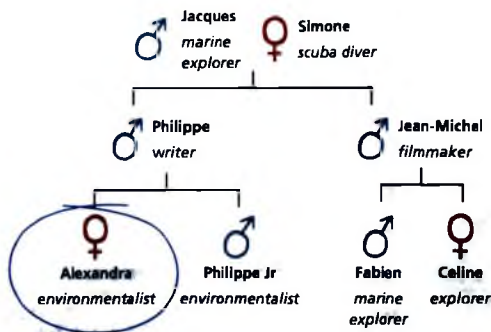 Jacques
marine
explorer
Simone
scuba diver
Philippe
writer
Jean-Michel
filmmaker
Alexandra
environmentalist
Philippe Jr
environmentalist
Fabien
marine
explorer
Celine
explorer